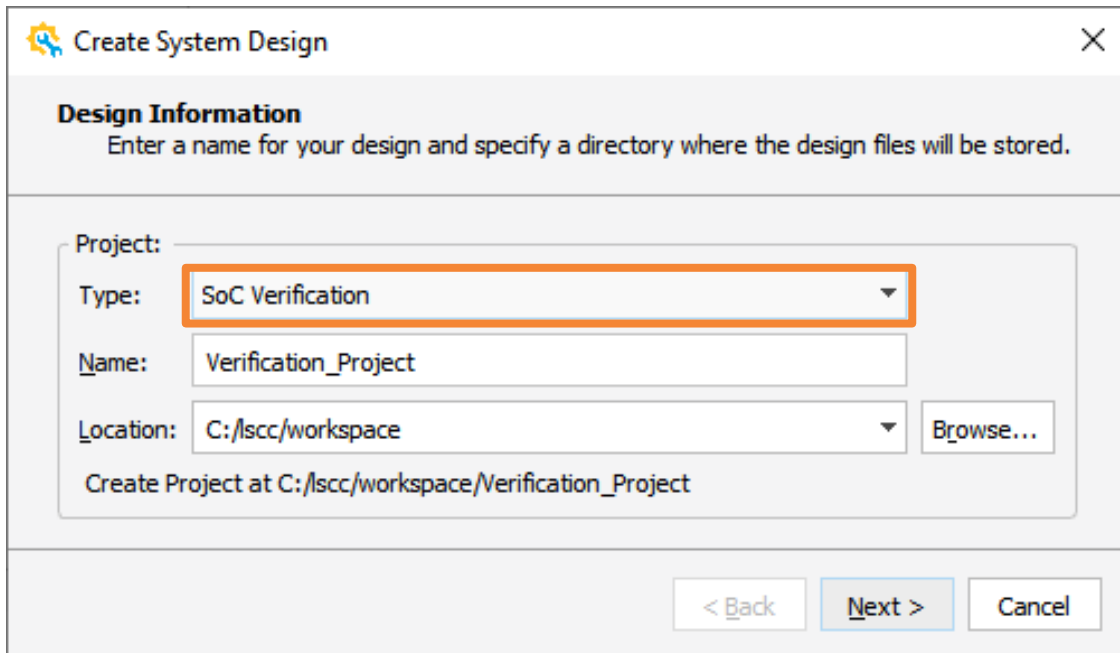 Create System Design
Design Information
Enter a name for your design and specify a directory where the design files will be stored.
Project:
Type: SoC Verification
Name: Verification_Project
Location: C:/lscc/workspace Browse...
Create Project at C:/lscc/workspace/Verification_Project
< Back Next > Cancel